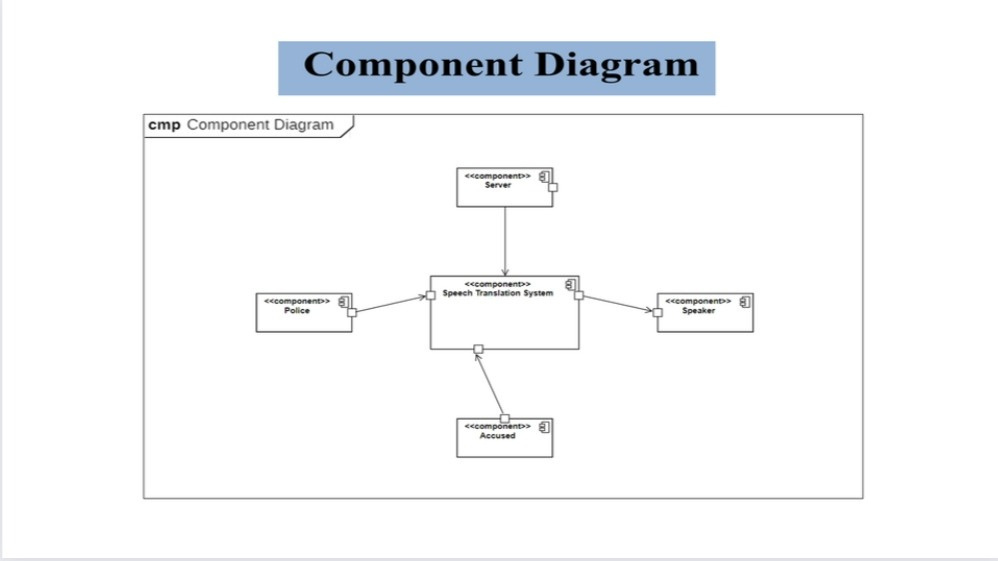 Component Diagram
cmp Component Diagram
<<component>>
Server
<<component>>
Speech Translation System
<<component>>
Police
<<component>>
Speaker
<<component>>
Accused